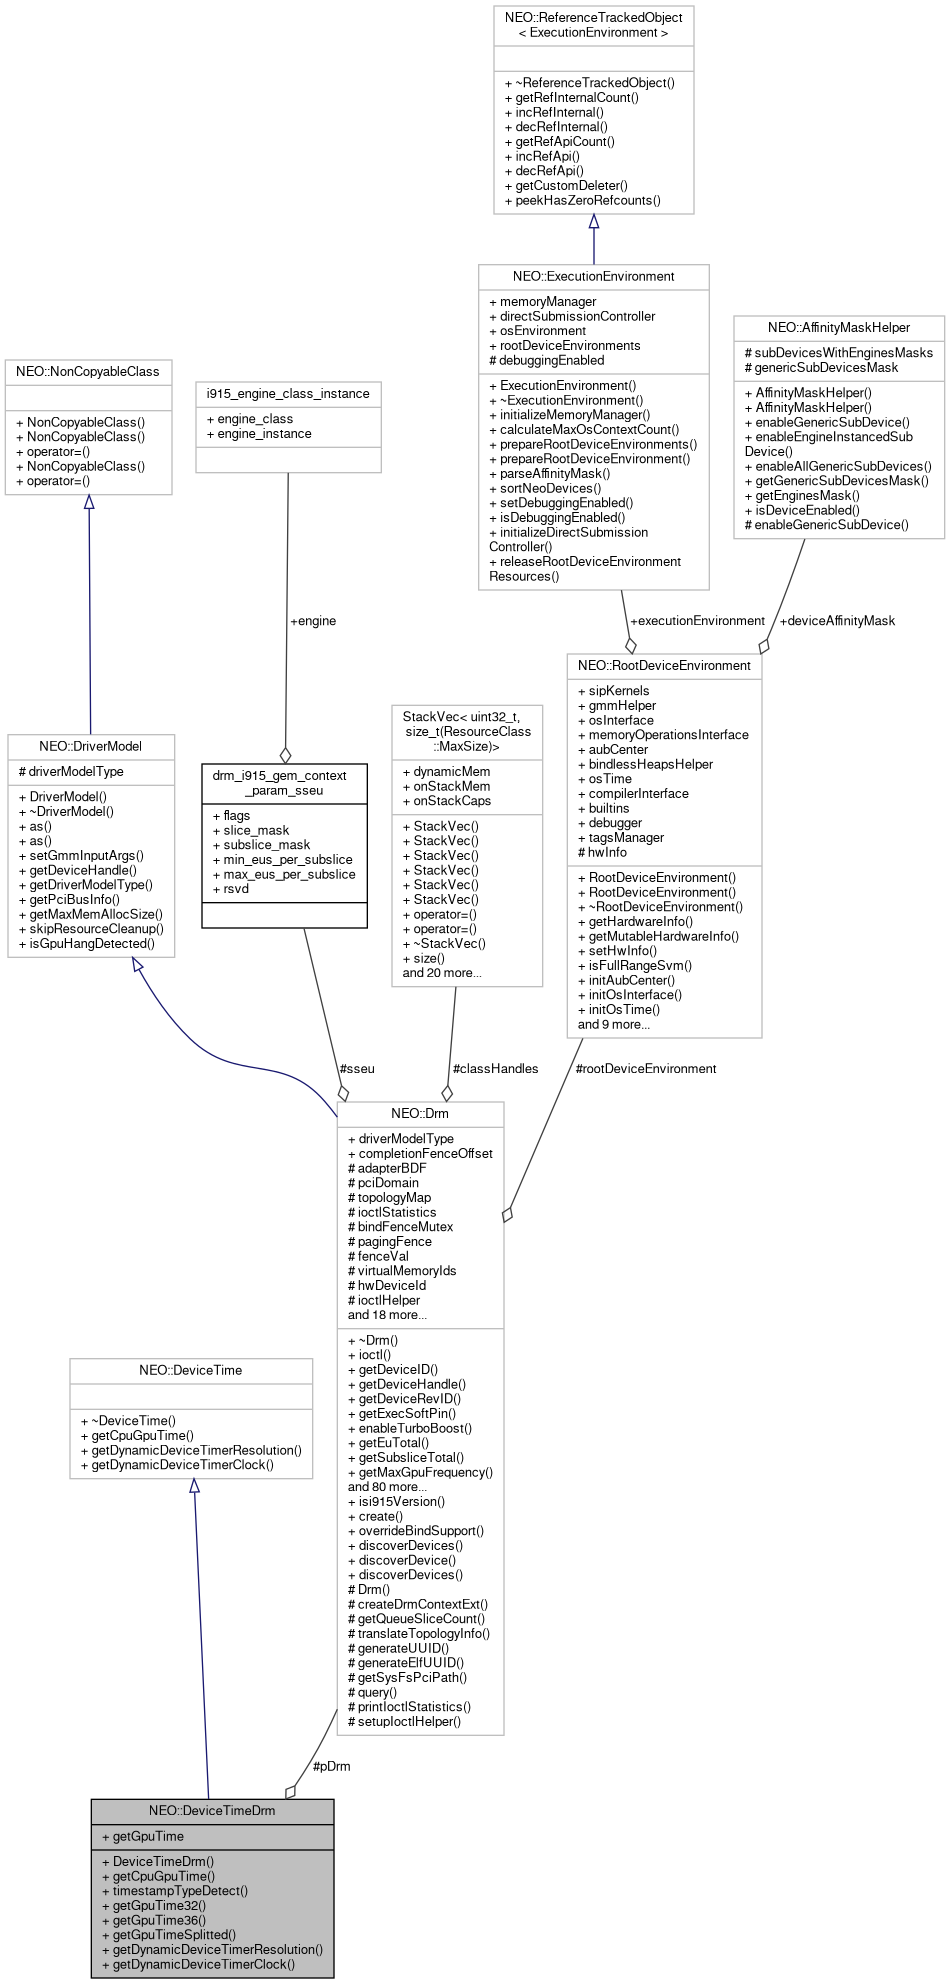 NEO::ReferenceTrackedObject
< ExecutionEnvironment >
+ ~ReferenceTrackedObject()
+ getRefInternalCount()
+ incRefInternal()
+ decRefInternal()
+ getRefApiCount()
+ incRefApi()
+ decRefApi()
+ getCustomDeleter()
+ peekHasZeroRefcounts()
NEO::ExecutionEnvironment
+ memoryManager
+ directSubmissionController
+ osEnvironment
+ rootDeviceEnvironments
# debuggingEnabled
+ ExecutionEnvironment()
+ ~ExecutionEnvironment()
+ initializeMemoryManager()
+ calculateMaxOsContextCount()
+ prepareRootDeviceEnvironments()
+ prepareRootDeviceEnvironment()
+ parseAffinityMask()
+ sortNeoDevices()
+ setDebuggingEnabled()
+ isDebuggingEnabled()
+ initializeDirectSubmission
Controller()
+ releaseRootDeviceEnvironment
Resources()
NEO::AffinityMaskHelper
# subDevicesWithEnginesMasks
# genericSubDevicesMask
+ AffinityMaskHelper()
+ AffinityMaskHelper()
+ enableGenericSubDevice()
+ enableEngineInstancedSub
Device()
+ enableAllGenericSubDevices()
+ getGenericSubDevicesMask()
+ getEnginesMask()
+ isDeviceEnabled()
# enableGenericSubDevice()
NEO::NonCopyableClass
+ NonCopyableClass()
+ NonCopyableClass()
+ operator=()
+ NonCopyableClass()
+ operator=()
i915_engine_class_instance
+ engine_class
+ engine_instance
+engine
+executionEnvironment
+deviceAffinityMask
NEO::RootDeviceEnvironment
+ sipKernels
+ gmmHelper
+ osInterface
+ memoryOperationsInterface
+ aubCenter
+ bindlessHeapsHelper
+ osTime
+ compilerInterface
+ builtins
+ debugger
+ tagsManager
# hwInfo
+ RootDeviceEnvironment()
+ RootDeviceEnvironment()
+ ~RootDeviceEnvironment()
+ getHardwareInfo()
+ getMutableHardwareInfo()
+ setHwInfo()
+ isFullRangeSvm()
+ initAubCenter()
+ initOsInterface()
+ initOsTime()
and 9 more...
StackVec< uint32_t,
size_t(ResourceClass
::MaxSize)>
+ dynamicMem
+ onStackMem
+ onStackCaps
+ StackVec()
+ StackVec()
+ StackVec()
+ StackVec()
+ StackVec()
+ StackVec()
+ operator=()
+ operator=()
+ ~StackVec()
+ size()
and 20 more...
NEO::DriverModel
# driverModelType
+ DriverModel()
+ ~DriverModel()
+ as()
+ as()
+ setGmmInputArgs()
+ getDeviceHandle()
+ getDriverModelType()
+ getPciBusInfo()
+ getMaxMemAllocSize()
+ skipResourceCleanup()
+ isGpuHangDetected()
drm_i915_gem_context
_param_sseu
+ flags
+ slice_mask
+ subslice_mask
+ min_eus_per_subslice
+ max_eus_per_subslice
+ rsvd
#sseu
#classHandles
#rootDeviceEnvironment
NEO::Drm
+ driverModelType
+ completionFenceOffset
# adapterBDF
# pciDomain
# topologyMap
# ioctlStatistics
# bindFenceMutex
# pagingFence
# fenceVal
# virtualMemoryIds
# hwDeviceId
# ioctlHelper
and 18 more...
+ ~Drm()
+ ioctl()
+ getDeviceID()
+ getDeviceHandle()
+ getDeviceRevID()
+ getExecSoftPin()
+ enableTurboBoost()
+ getEuTotal()
+ getSubsliceTotal()
+ getMaxGpuFrequency()
and 80 more...
+ isi915Version()
+ create()
+ overrideBindSupport()
+ discoverDevices()
+ discoverDevice()
+ discoverDevices()
# Drm()
# createDrmContextExt()
# getQueueSliceCount()
# translateTopologyInfo()
# generateUUID()
# generateElfUUID()
# getSysFsPciPath()
# query()
# printIoctlStatistics()
# setupIoctlHelper()
NEO::DeviceTime
+ ~DeviceTime()
+ getCpuGpuTime()
+ getDynamicDeviceTimerResolution()
+ getDynamicDeviceTimerClock()
#pDrm
NEO::DeviceTimeDrm
+ getGpuTime
+ DeviceTimeDrm()
+ getCpuGpuTime()
+ timestampTypeDetect()
+ getGpuTime32()
+ getGpuTime36()
+ getGpuTimeSplitted()
+ getDynamicDeviceTimerResolution()
+ getDynamicDeviceTimerClock()